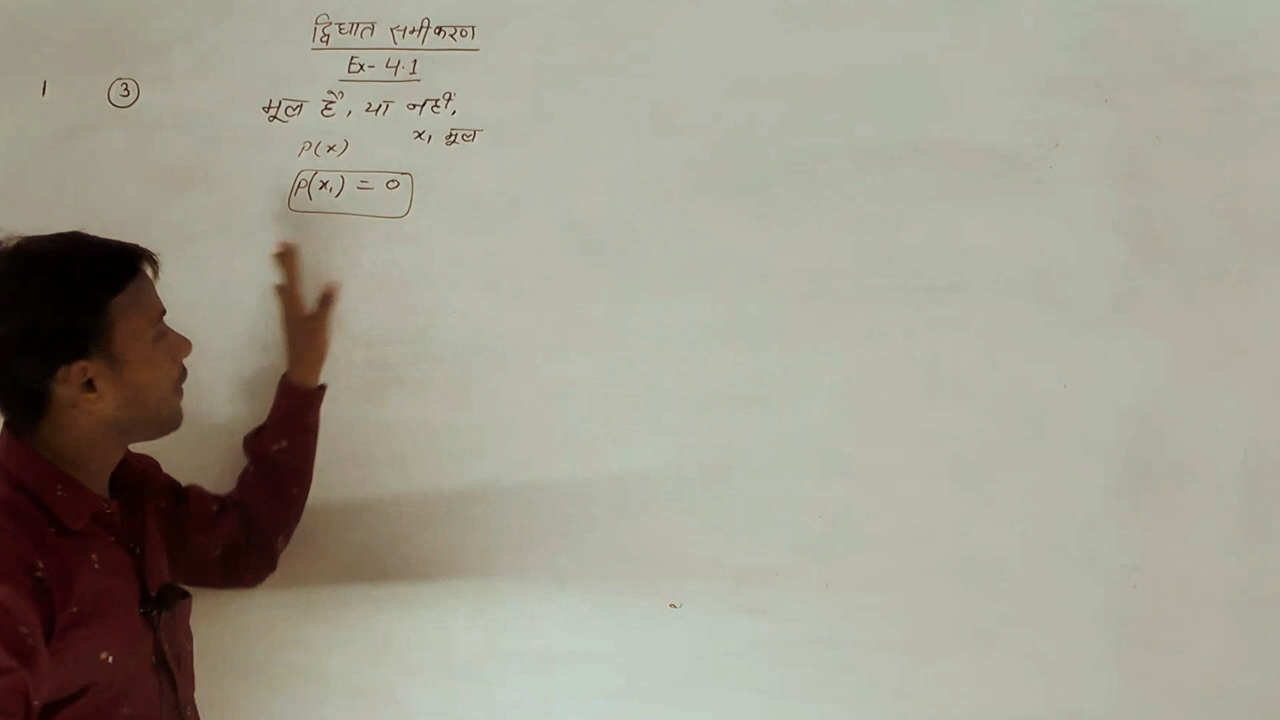 द्विघात समीकरण
Ex- 4.1
1 ③
मूल है, या नहीं,
x₁ मूल
P(x)
P(x₁) = 0